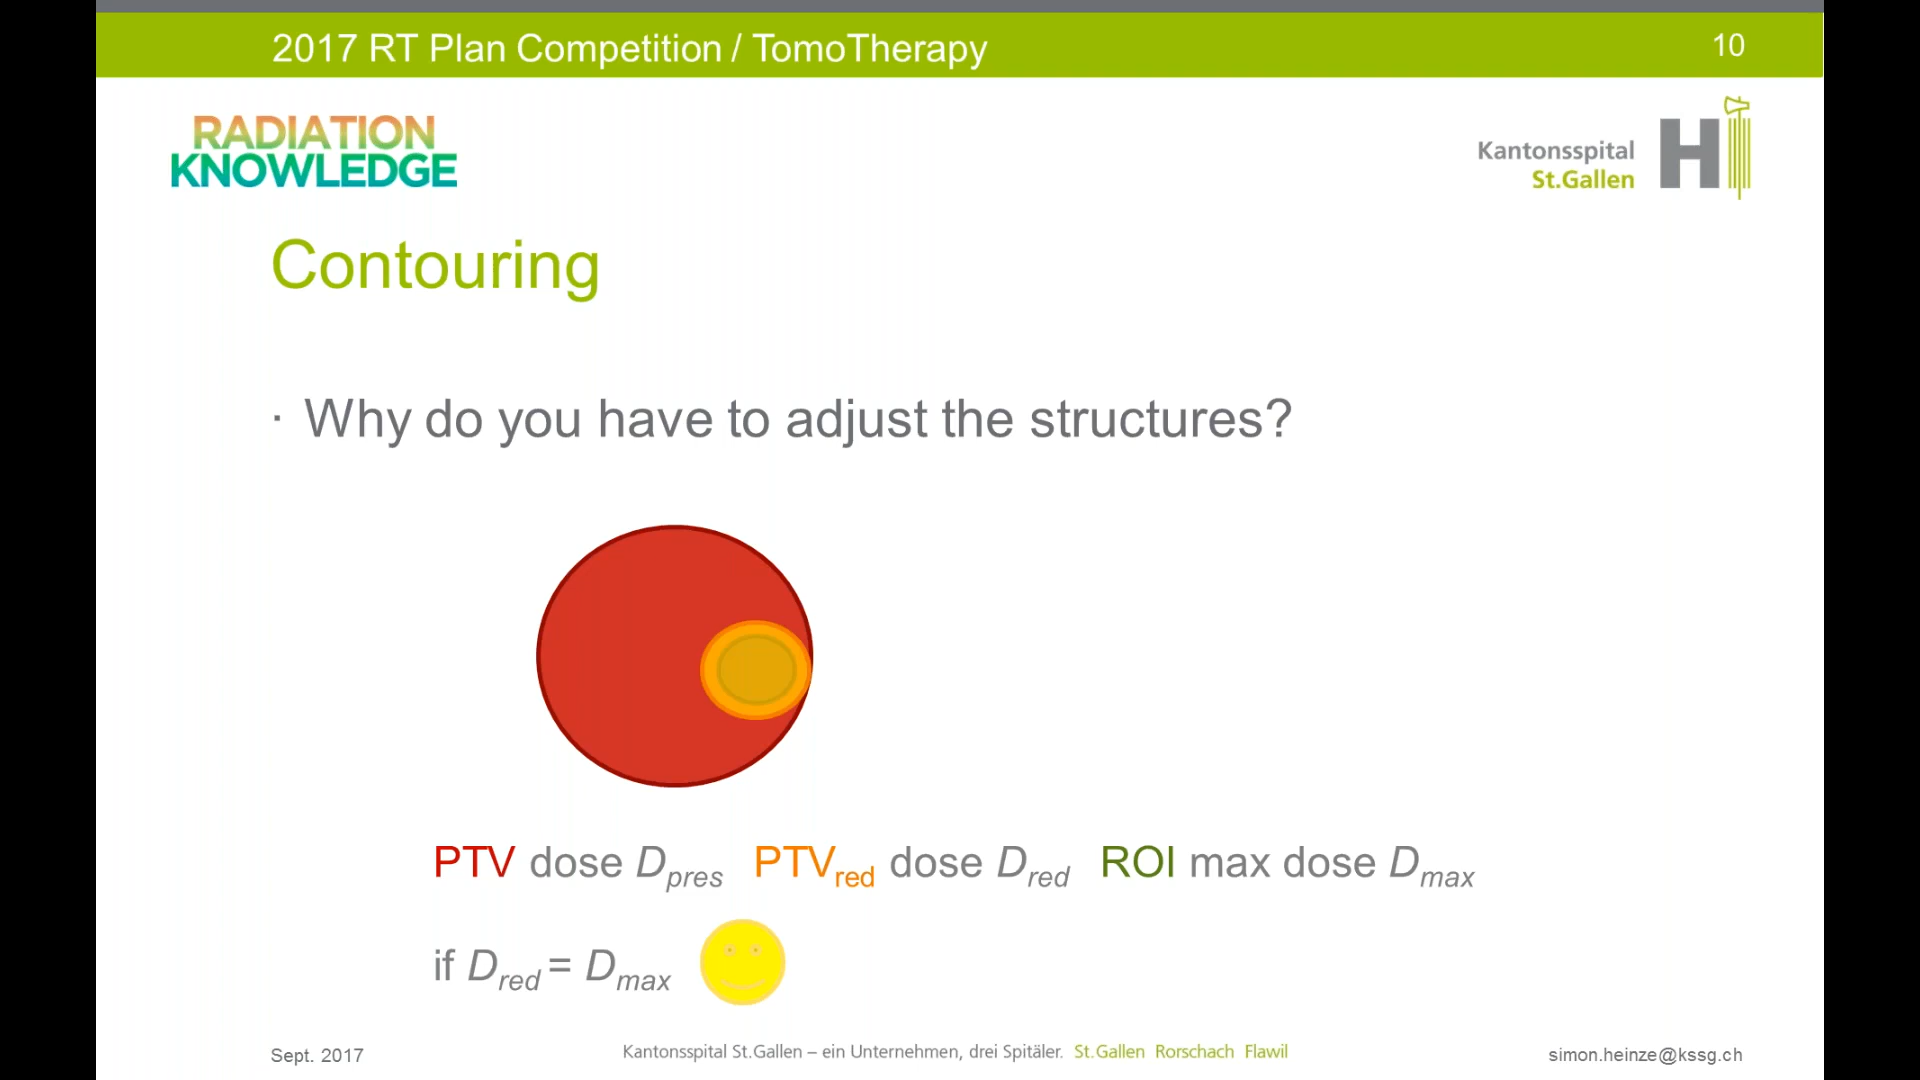 2017 RT Plan Competition / TomoTherapy
10
RADIATION
KNOWLEDGE
Kantonsspital
St.Gallen
Contouring
· Why do you have to adjust the structures?
PTV dose Dpres PTVred dose Dred ROI max dose Dmax
if Dred = Dmax
Sept. 2017
Kantonsspital St.Gallen – ein Unternehmen, drei Spitäler. St.Gallen Rorschach Flawil
simon.heinze@kssg.ch